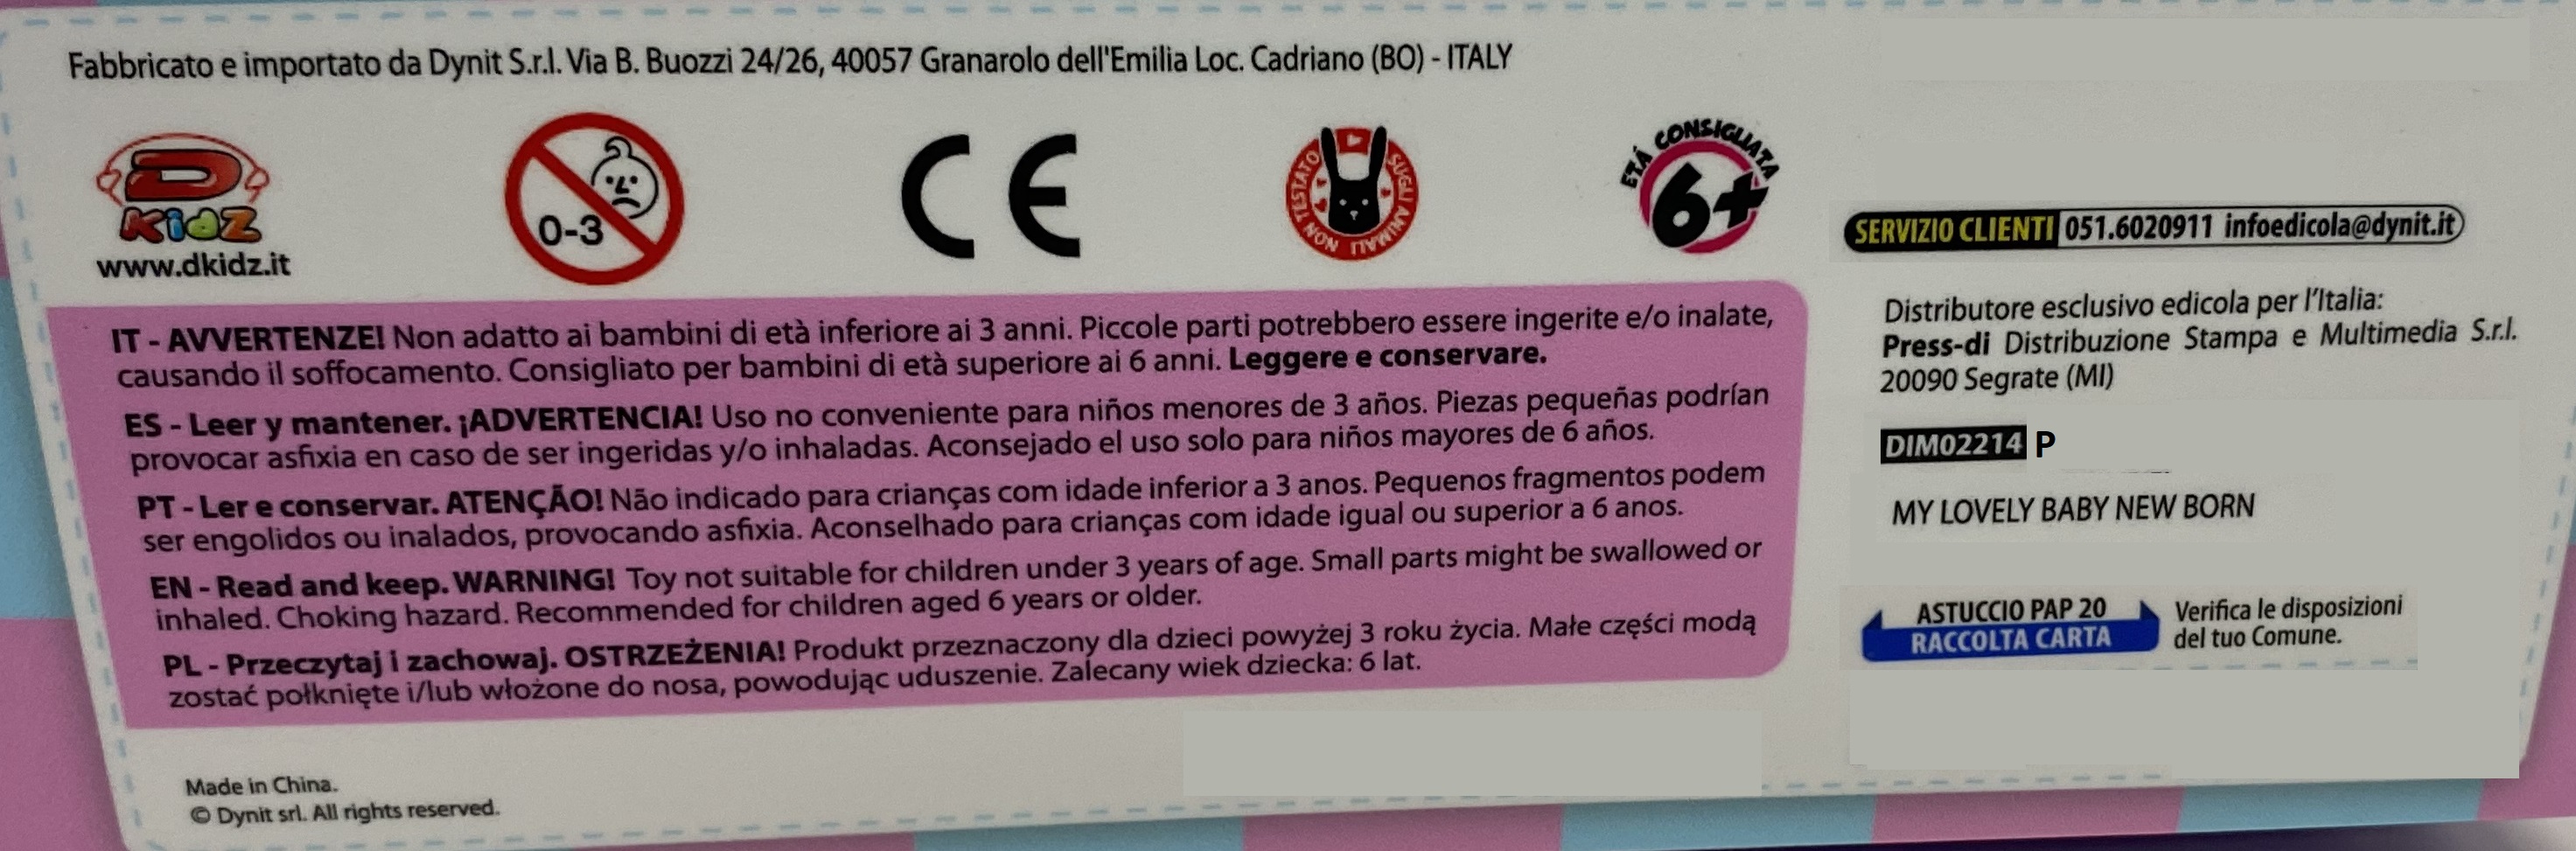 Fabbricato e importato da Dynit S.r.l. Via B. Buozzi 24/26, 40057 Granarolo dell'Emilia Loc. Cadriano (BO) - ITALY
D
KidZ
www.dkidz.it
0-3
CE
NON TESTATO SUGLI ANIMALI
ETÁ CONSIGLIATA
6+
SERVIZIO CLIENTI 051.6020911 infoedicola@dynit.it
IT - AVVERTENZE! Non adatto ai bambini di età inferiore ai 3 anni. Piccole parti potrebbero essere ingerite e/o inalate,
causando il soffocamento. Consigliato per bambini di età superiore ai 6 anni. Leggere e conservare.
ES - Leer y mantener. ¡ADVERTENCIA! Uso no conveniente para niños menores de 3 años. Piezas pequeñas podrían
provocar asfixia en caso de ser ingeridas y/o inhaladas. Aconsejado el uso solo para niños mayores de 6 años.
PT - Ler e conservar. ATENÇÃO! Não indicado para crianças com idade inferior a 3 anos. Pequenos fragmentos podem
ser engolidos ou inalados, provocando asfixia. Aconselhado para crianças com idade igual ou superior a 6 anos.
EN - Read and keep. WARNING! Toy not suitable for children under 3 years of age. Small parts might be swallowed or
inhaled. Choking hazard. Recommended for children aged 6 years or older.
PL - Przeczytaj i zachowaj. OSTRZEŻENIA! Produkt przeznaczony dla dzieci powyżej 3 roku życia. Małe części modą
zostać połknięte i/lub włożone do nosa, powodując uduszenie. Zalecany wiek dziecka: 6 lat.
Distributore esclusivo edicola per l'Italia:
Press-di Distribuzione Stampa e Multimedia S.r.l.
20090 Segrate (MI)
DIM02214 P
MY LOVELY BABY NEW BORN
ASTUCCIO PAP 20
RACCOLTA CARTA
Verifica le disposizioni
del tuo Comune.
Made in China.
© Dynit srl. All rights reserved.